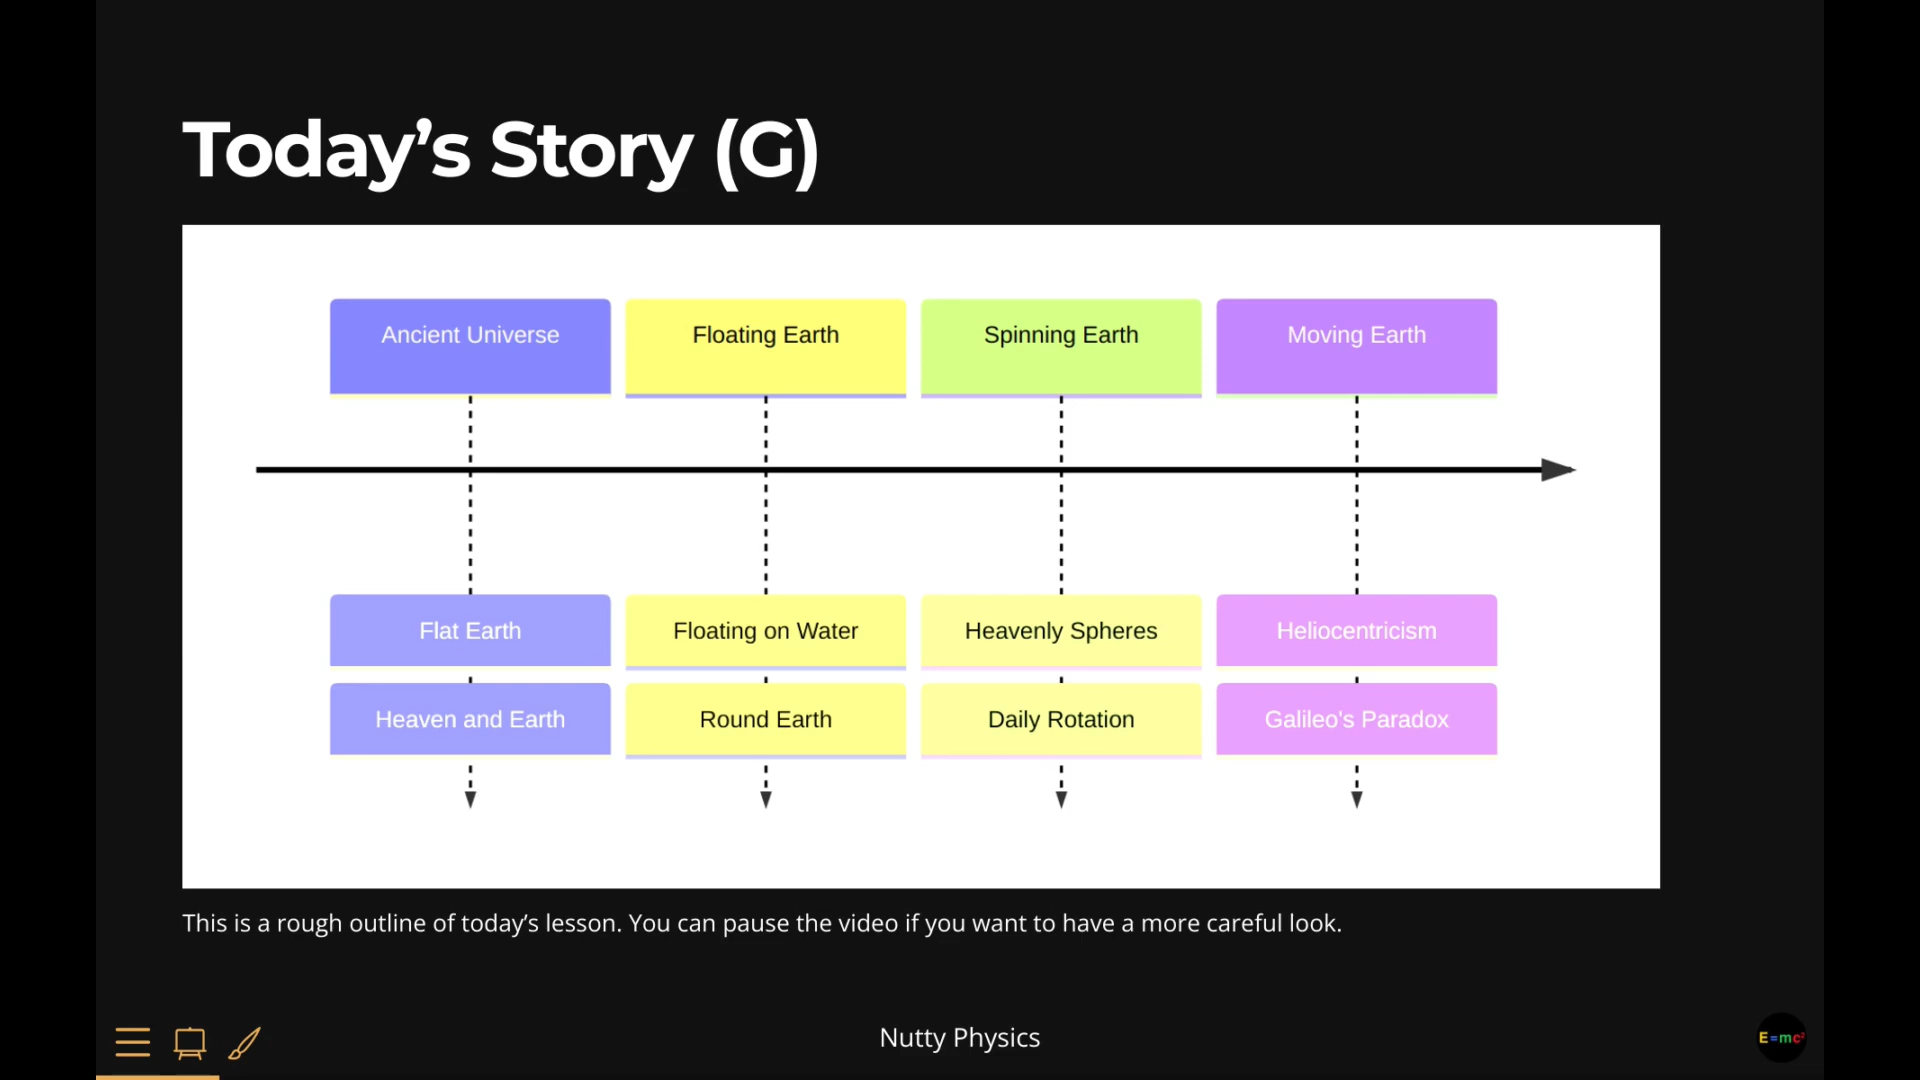 Today’s Story (G)
Ancient Universe
Floating Earth
Spinning Earth
Moving Earth
Flat Earth
Floating on Water
Heavenly Spheres
Heliocentricism
Heaven and Earth
Round Earth
Daily Rotation
Galileo's Paradox
This is a rough outline of today’s lesson. You can pause the video if you want to have a more careful look.
Nutty Physics
E=mc²